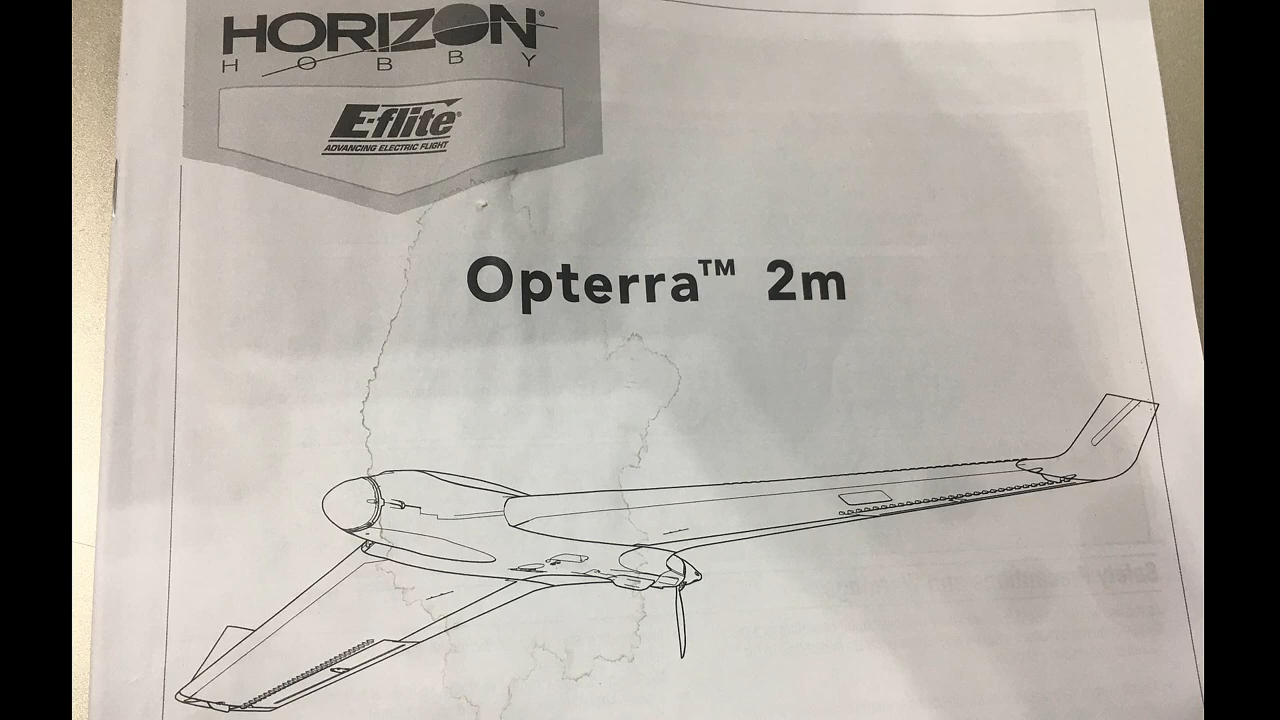 HORIZON®
HOBBY
E-flite®
ADVANCING ELECTRIC FLIGHT
Opterra™ 2m